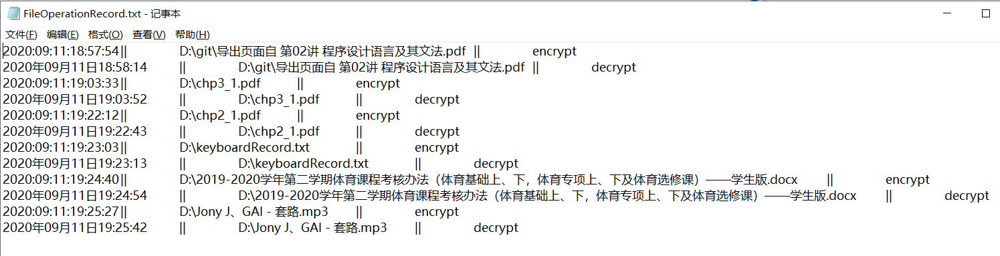 FileOperationRecord.txt - 记事本
文件(F) 编辑(E) 格式(O) 查看(V) 帮助(H)
2020:09:11:18:57:54|| D:\git\导出页面自 第02讲 程序设计语言及其文法.pdf || encrypt
2020年09月11日18:58:14 || D:\git\导出页面自 第02讲 程序设计语言及其文法.pdf || decrypt
2020:09:11:19:03:33|| D:\chp3_1.pdf || encrypt
2020年09月11日19:03:52 || D:\chp3_1.pdf || decrypt
2020:09:11:19:22:12|| D:\chp2_1.pdf || encrypt
2020年09月11日19:22:43 || D:\chp2_1.pdf || decrypt
2020:09:11:19:23:03|| D:\keyboardRecord.txt || encrypt
2020年09月11日19:23:13 || D:\keyboardRecord.txt || decrypt
2020:09:11:19:24:40|| D:\2019-2020学年第二学期体育课程考核办法（体育基础上、下，体育专项上、下及体育选修课）——学生版.docx || encrypt
2020年09月11日19:24:54 || D:\2019-2020学年第二学期体育课程考核办法（体育基础上、下，体育专项上、下及体育选修课）——学生版.docx || decrypt
2020:09:11:19:25:27|| D:\Jony J、GAI - 套路.mp3 || encrypt
2020年09月11日19:25:42 || D:\Jony J、GAI - 套路.mp3 || decrypt